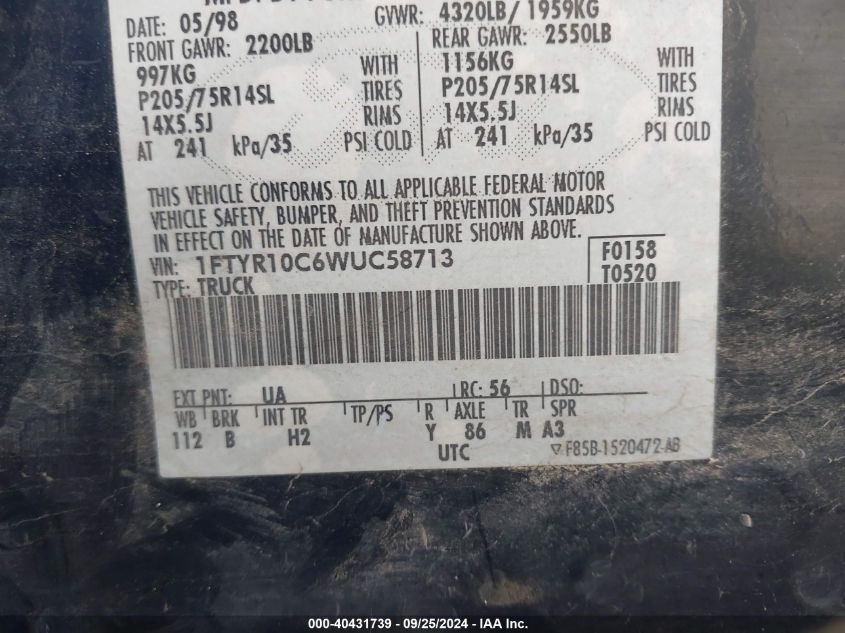 DATE: 05/98 GVWR: 4320LB/ 1959KG
FRONT GAWR: 2200LB REAR GAWR: 2550LB
997KG WITH 1156KG WITH
P205/75R14SL TIRES P205/75R14SL TIRES
14X5.5J RIMS 14X5.5J RIMS
AT 241 kPa/35 PSI COLD AT 241 kPa/35 PSI COLD
THIS VEHICLE CONFORMS TO ALL APPLICABLE FEDERAL MOTOR
VEHICLE SAFETY, BUMPER, AND THEFT PREVENTION STANDARDS
IN EFFECT ON THE DATE OF MANUFACTURE SHOWN ABOVE.
VIN: 1FTYR10C6WUC58713 F0158
TYPE: TRUCK T0520
EXT PNT: UA RC: 56 DSO:
WB BRK INT TR TP/PS R AXLE TR SPR
112 B H2 Y 86 M A3
UTC F85B-1520472-AB
000-40431739 - 09/25/2024 - IAAI Inc.